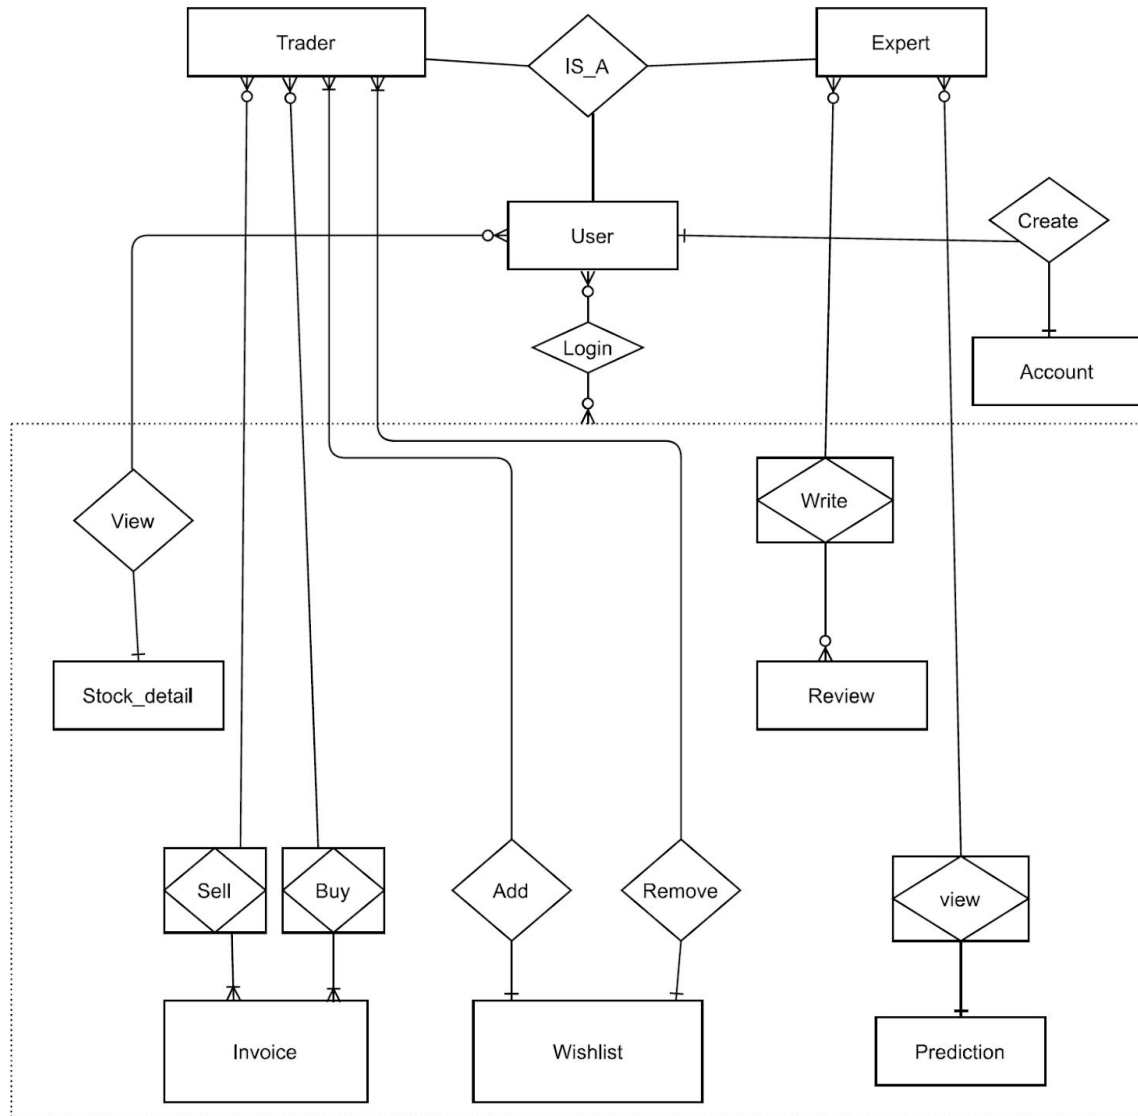 Trader
IS_A
Expert
User
Create
Login
Account
View
Write
Stock_detail
Review
Sell
Buy
Add
Remove
view
Invoice
Wishlist
Prediction